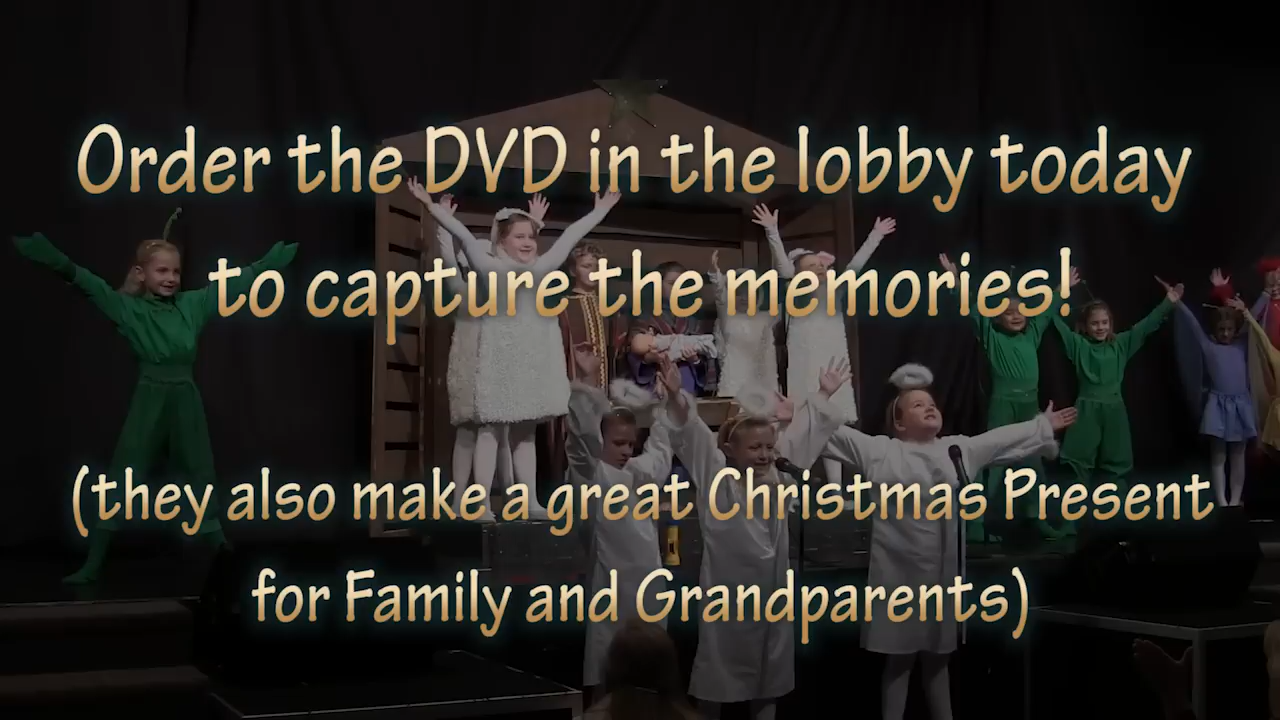 Order the DVD in the lobby today
to capture the memories!
(they also make a great Christmas Present
for Family and Grandparents)